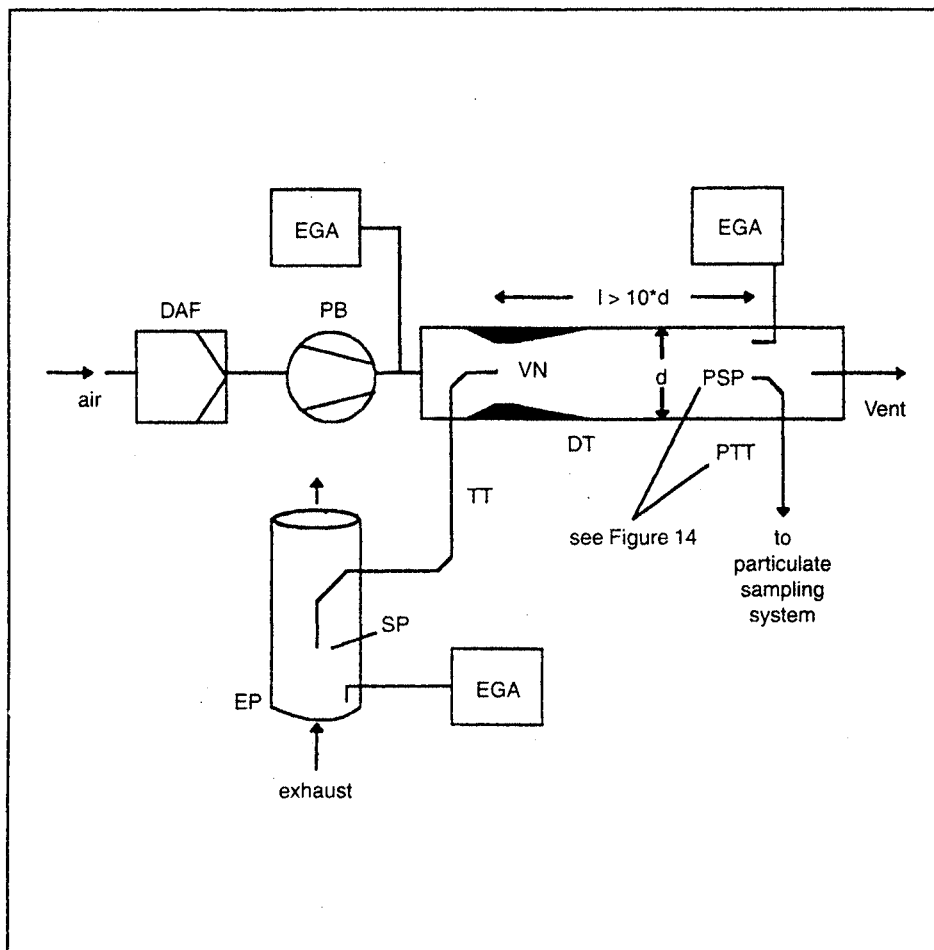 EGA
EGA
l > 10*d
DAF
PB
air
VN
d
PSP
Vent
DT
PTT
TT
see Figure 14
to
particulate
sampling
system
SP
EP
EGA
exhaust